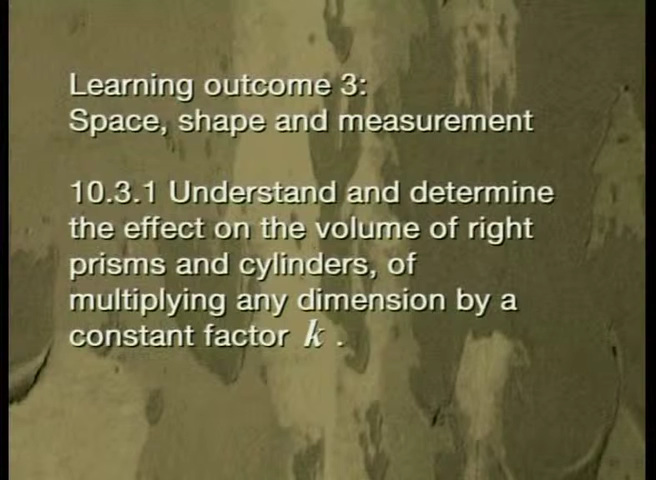 Learning outcome 3:
Space, shape and measurement
10.3.1 Understand and determine
the effect on the volume of right
prisms and cylinders, of
multiplying any dimension by a
constant factor k .